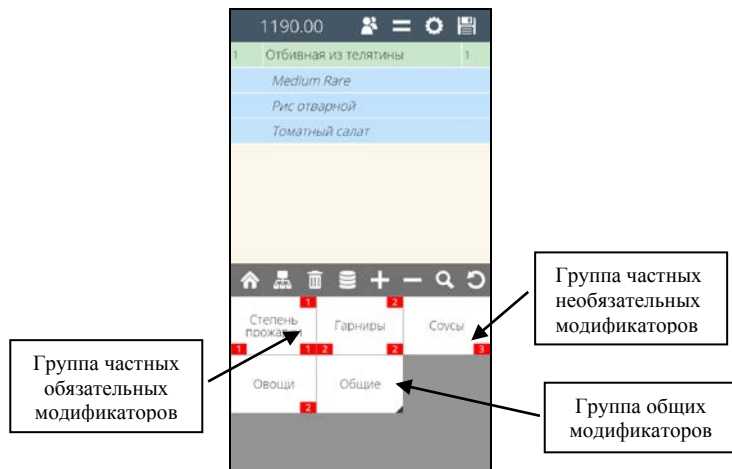 1190.00
1 Отбивная из телятины 1
Medium Rare
Рис отварной
Томатный салат
1 2
Степень
прожарки
Гарниры
Соусы
1 1 2 2 3
Овощи
Общие
2
Группа частных
необязательных
модификаторов
Группа частных
обязательных
модификаторов
Группа общих
модификаторов